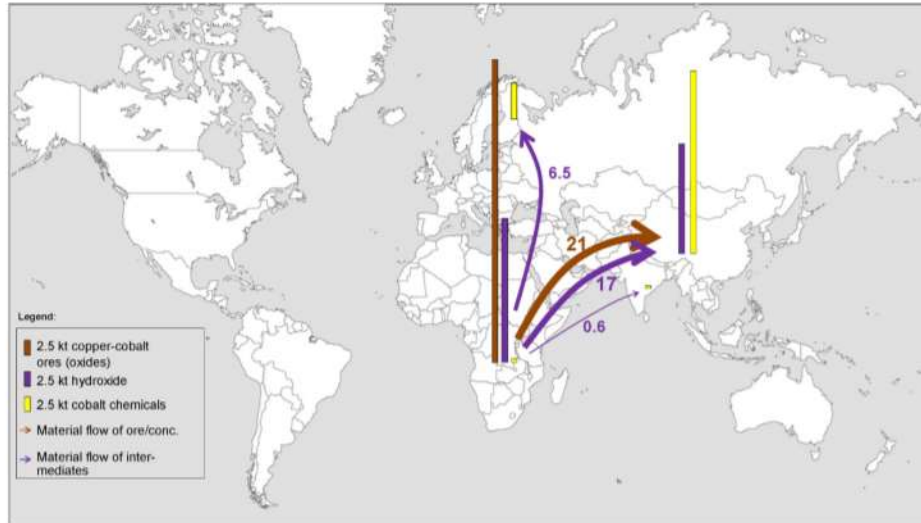 6.5
21
17
0.6
Legend:
2.5 kt copper-cobalt
ores (oxides)
2.5 kt hydroxide
2.5 kt cobalt chemicals
Material flow of ore/conc.
Material flow of inter-
mediates